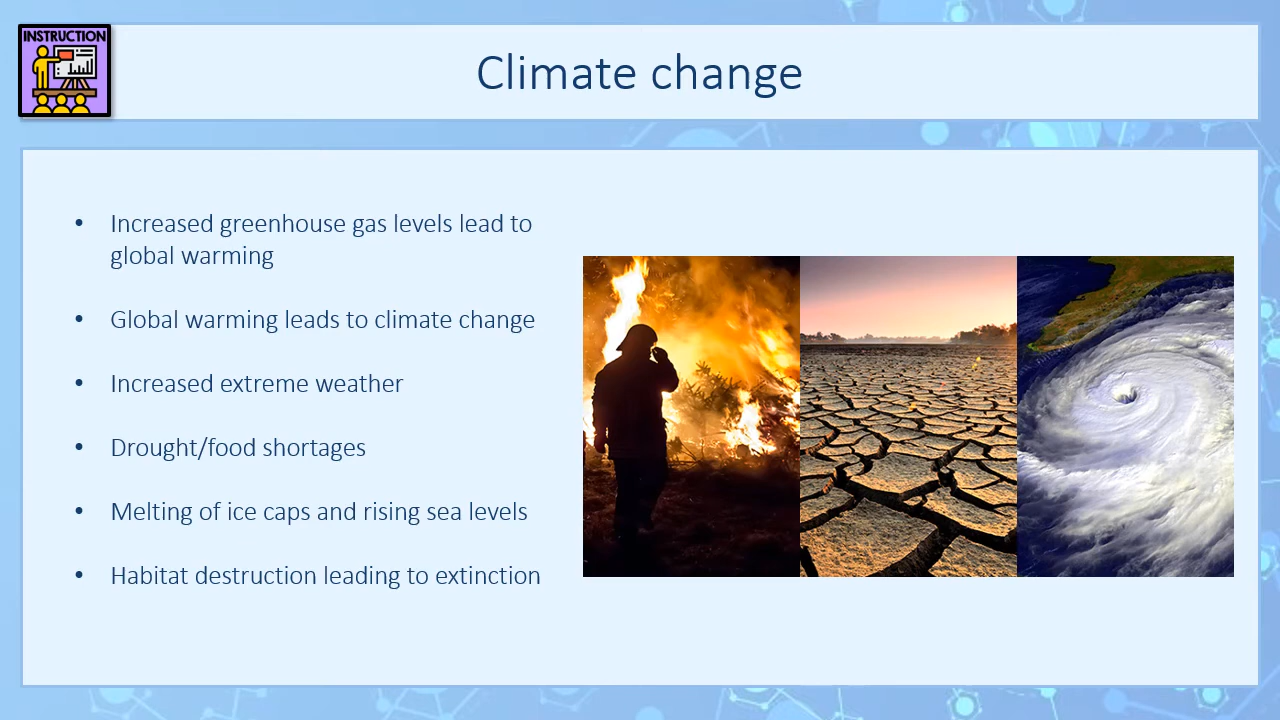 INSTRUCTION
Climate change
• Increased greenhouse gas levels lead to
global warming
• Global warming leads to climate change
• Increased extreme weather
• Drought/food shortages
• Melting of ice caps and rising sea levels
• Habitat destruction leading to extinction